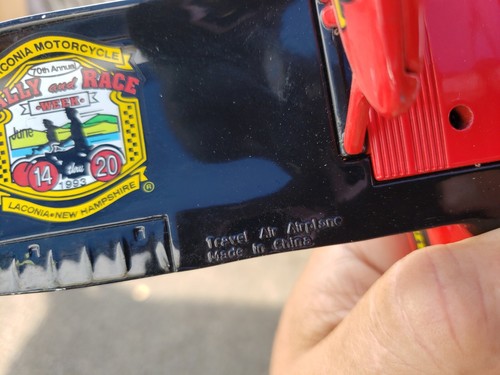 LACONIA MOTORCYCLE
70th Annual
RALLY and RACE
-WEEK-
June
14 thru 20
1993
LACONIA•NEW HAMPSHIRE
®
Travel Air Airplane
Made in China